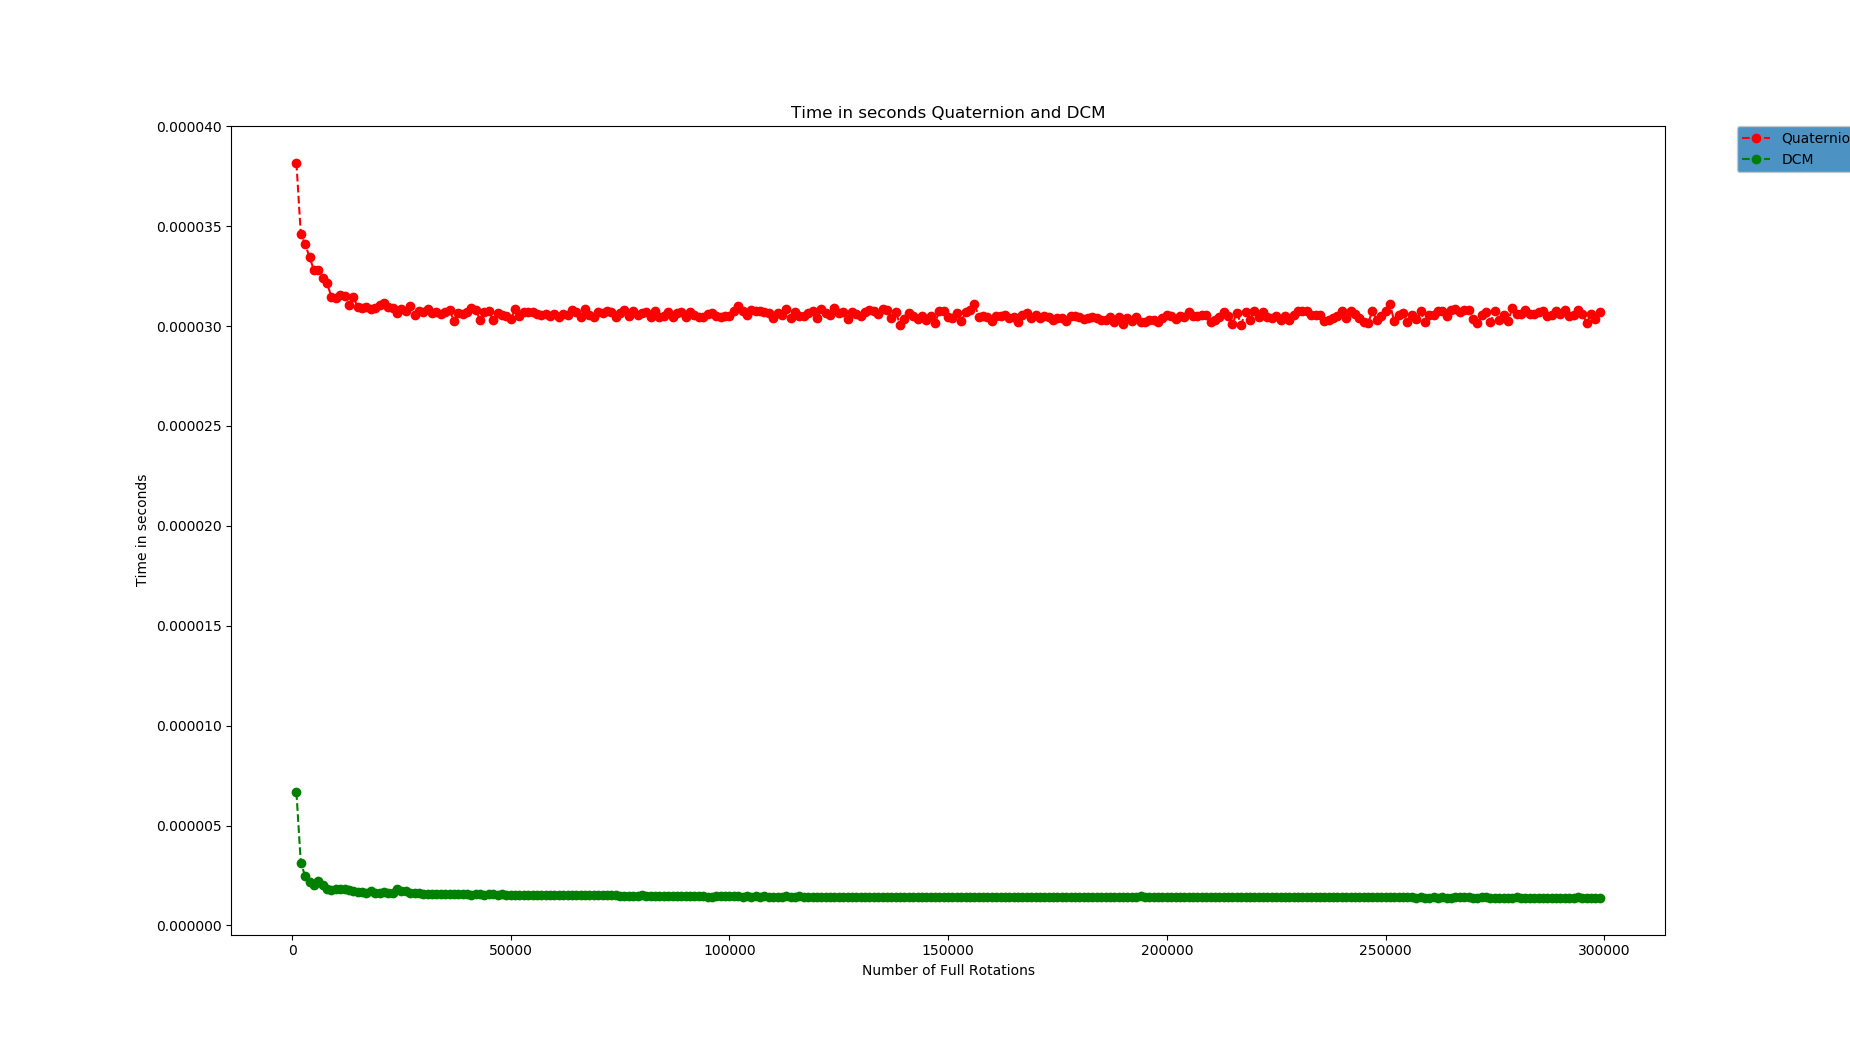 Time in seconds Quaternion and DCM
0.000040
0.000035
0.000030
0.000025
0.000020
0.000015
0.000010
0.000005
0.000000
Time in seconds
0 50000 100000 150000 200000 250000 300000
Number of Full Rotations
Quaternio
DCM